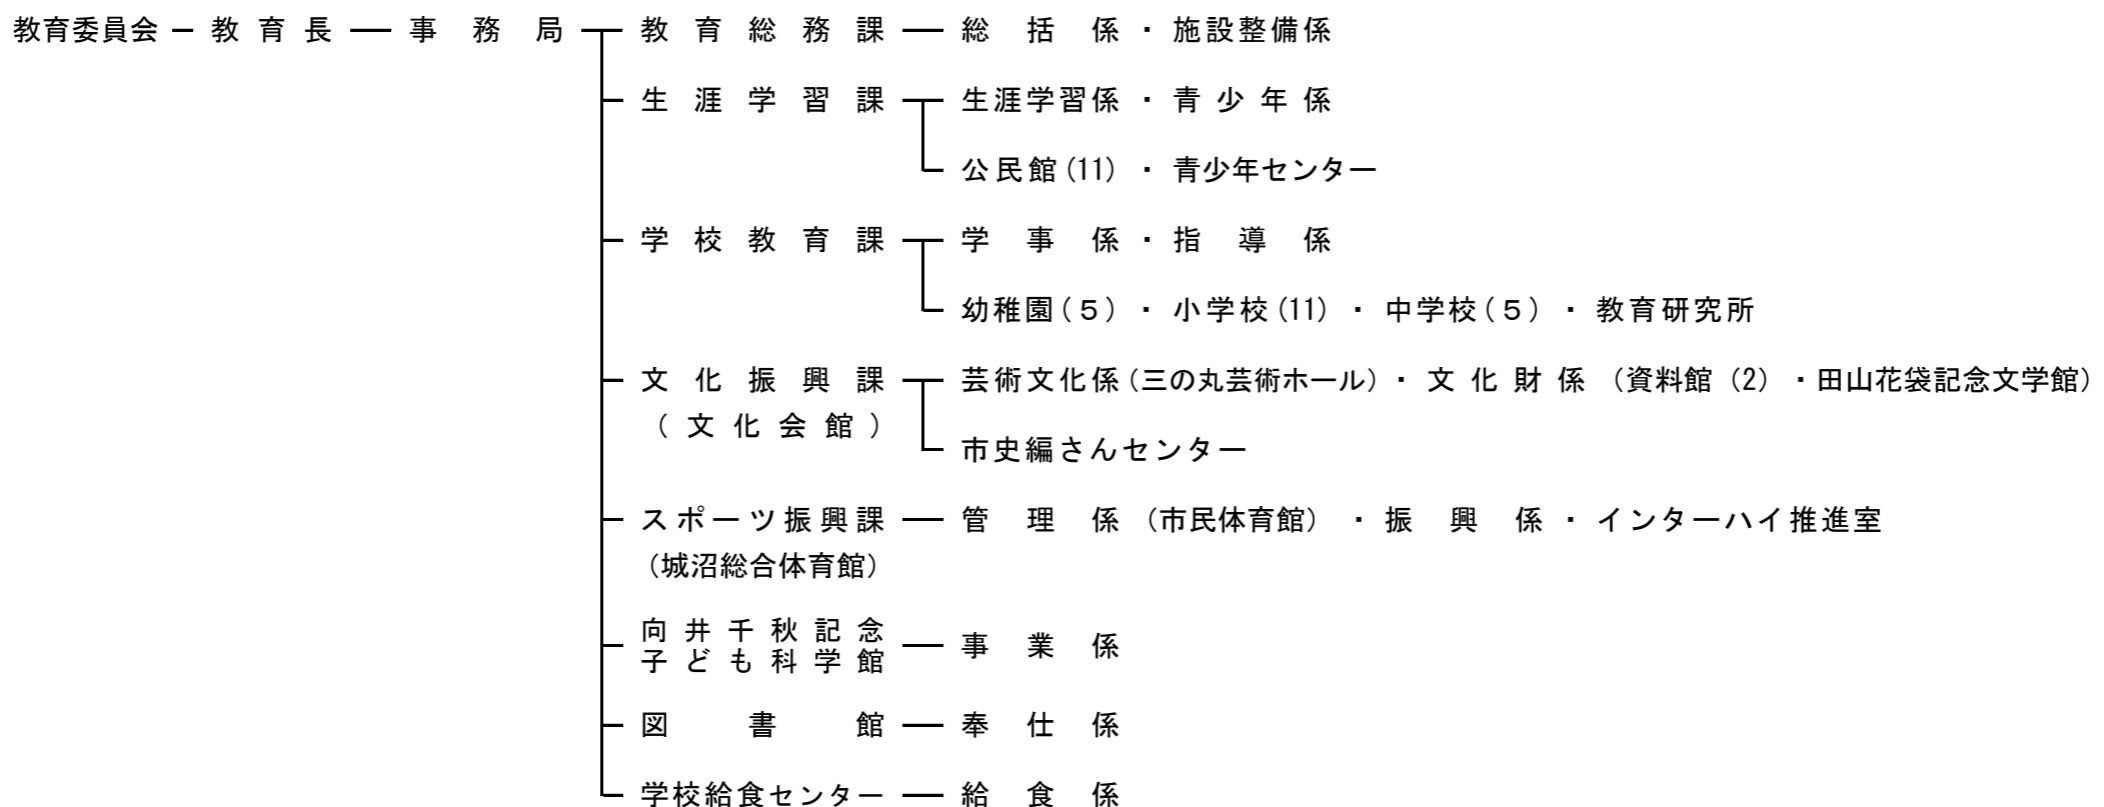 教育委員会 教育長 事務局 教育総務課 総括係・施設整備係
生涯学習課 生涯学習係・青少年係
公民館(11)・青少年センター
学校教育課 学事係・指導係
幼稚園(5)・小学校(11)・中学校(5)・教育研究所
文化振興課 芸術文化係(三の丸芸術ホール)・文化財係(資料館(2)・田山花袋記念文学館)
(文化会館)
市史編さんセンター
スポーツ振興課 管理係(市民体育館)・振興係・インターハイ推進室
(城沼総合体育館)
向井千秋記念
子ども科学館 事業係
図書館 奉仕係
学校給食センター 給食係